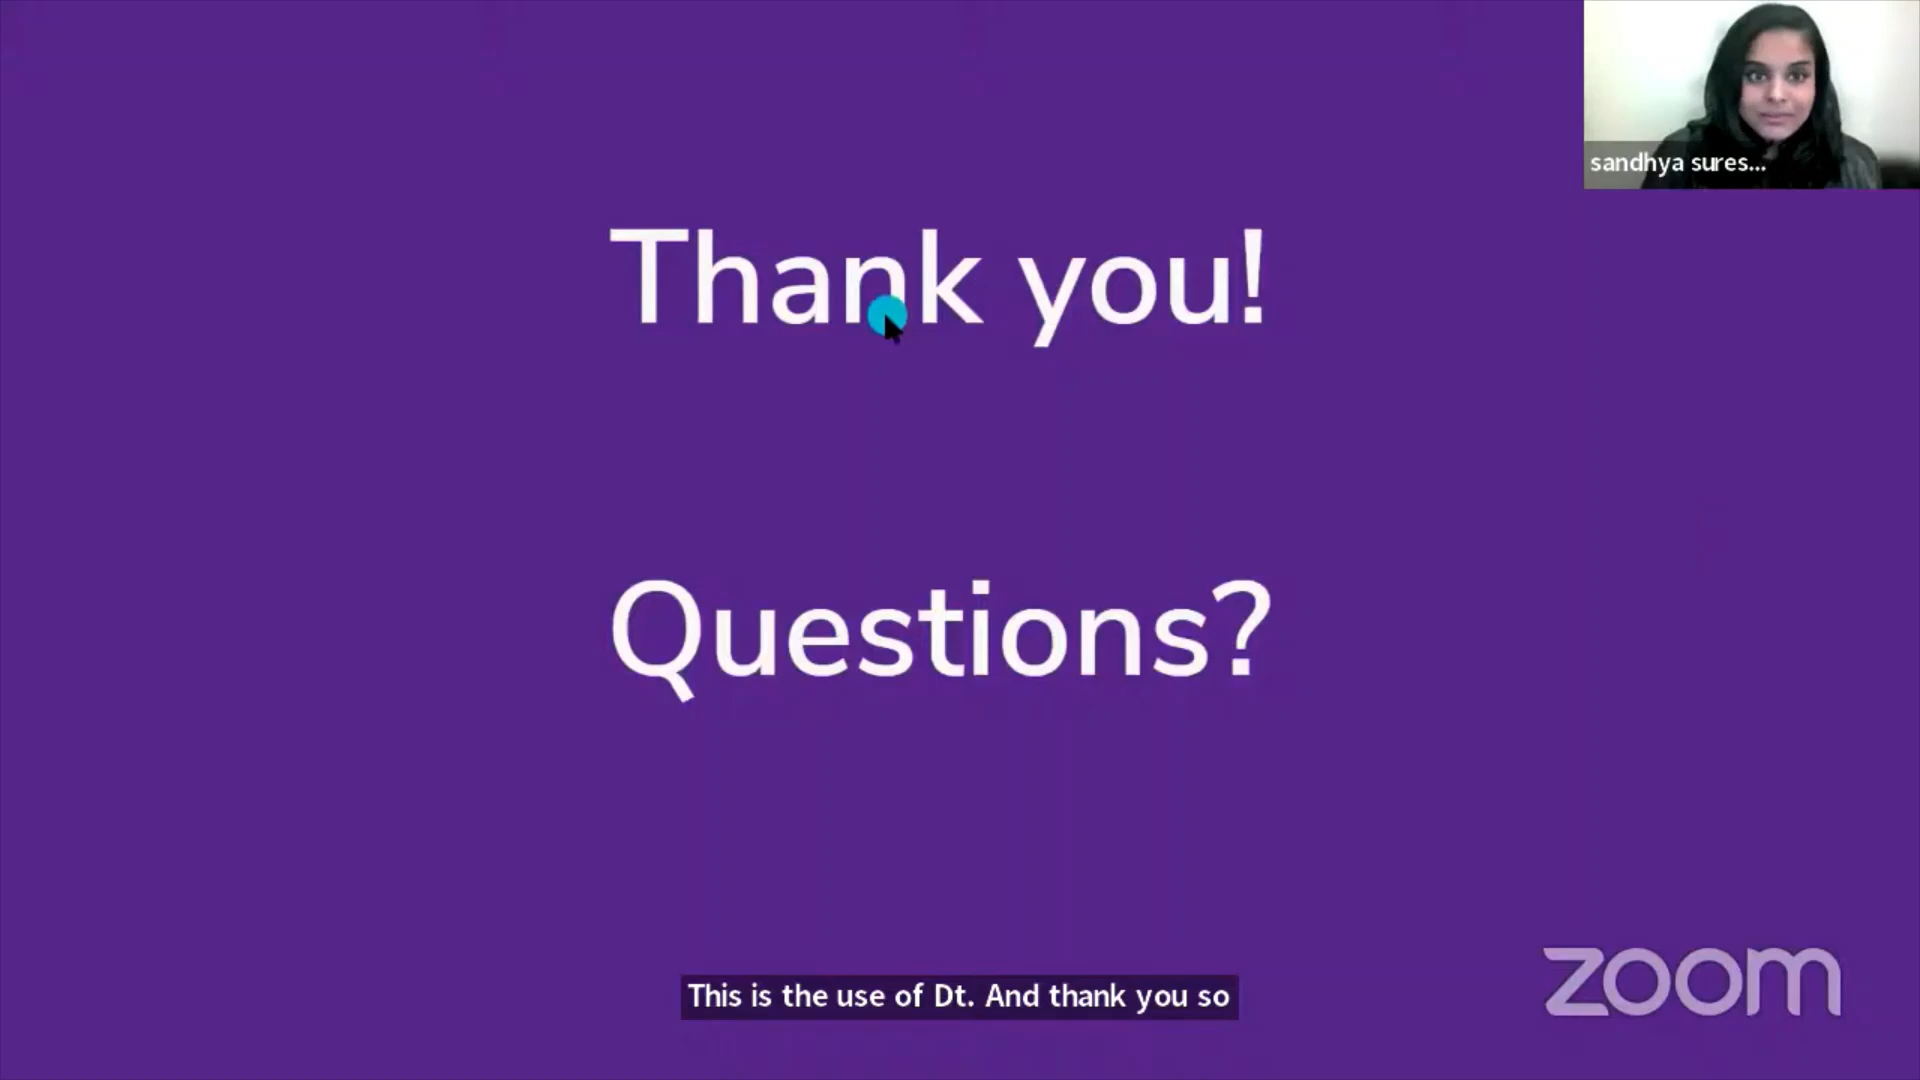 sandhya sures...
Thank you!
Questions?
This is the use of Dt. And thank you so
zoom